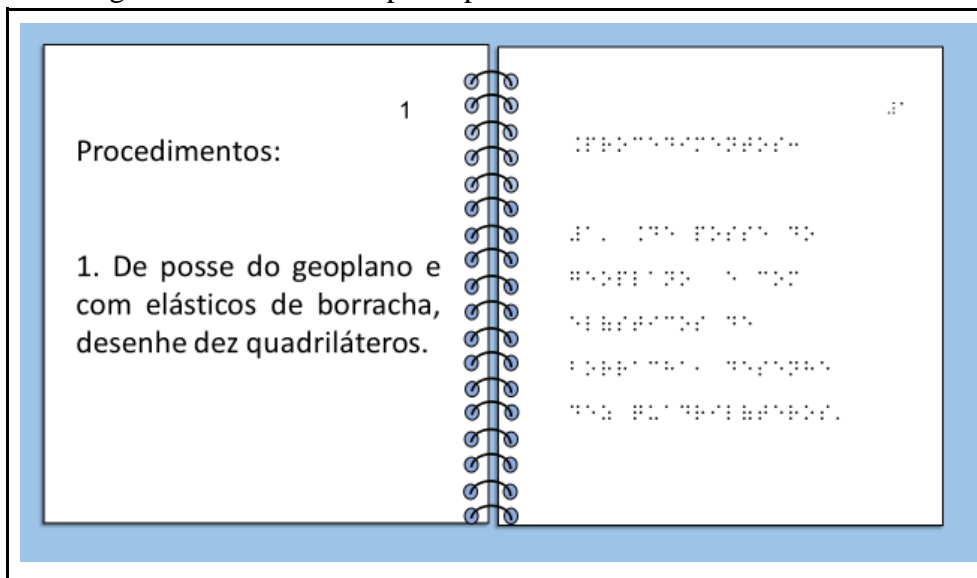 1
Procedimentos:
1. De posse do geoplano e
com elásticos de borracha,
desenhe dez quadriláteros.
⠼⠁
⠨⠏⠗⠕⠉⠑⠙⠊⠍⠑⠝⠞⠕⠎⠒
⠼⠁⠄ ⠨⠙⠑ ⠏⠕⠎⠎⠑ ⠙⠕
⠛⠑⠕⠏⠇⠁⠝⠕ ⠑ ⠉⠕⠍
⠑⠇⠷⠎⠞⠊⠉⠕⠎ ⠙⠑
⠃⠕⠗⠗⠁⠉⠓⠁⠂ ⠙⠑⠎⠑⠝⠓⠑
⠙⠑⠵ ⠟⠥⠁⠙⠗⠊⠇⠷⠞⠑⠗⠕⠎⠄